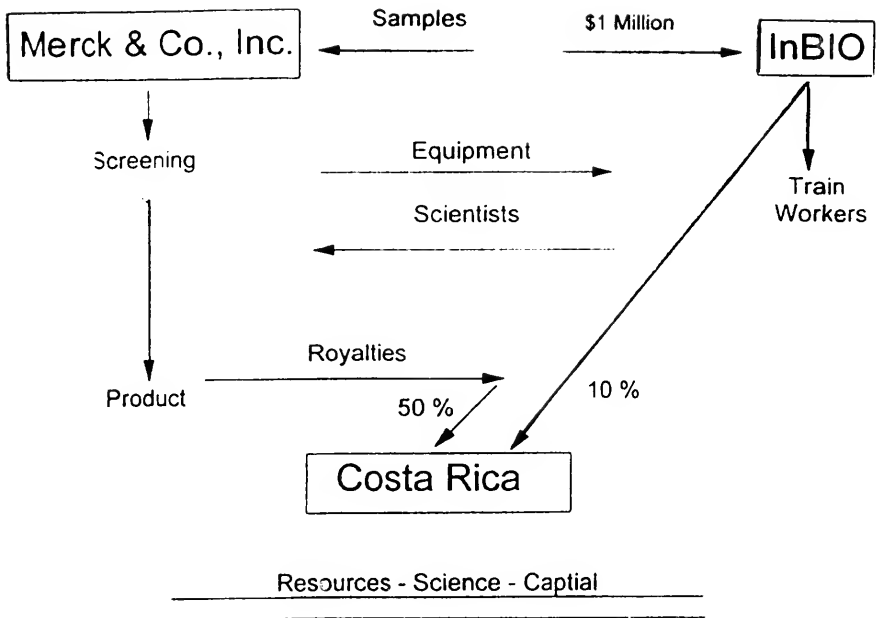 Samples
$1 Million
Merck & Co., Inc.
InBIO
Screening
Equipment
Train
Workers
Scientists
Royalties
Product
50 %
10 %
Costa Rica
Resources - Science - Captial